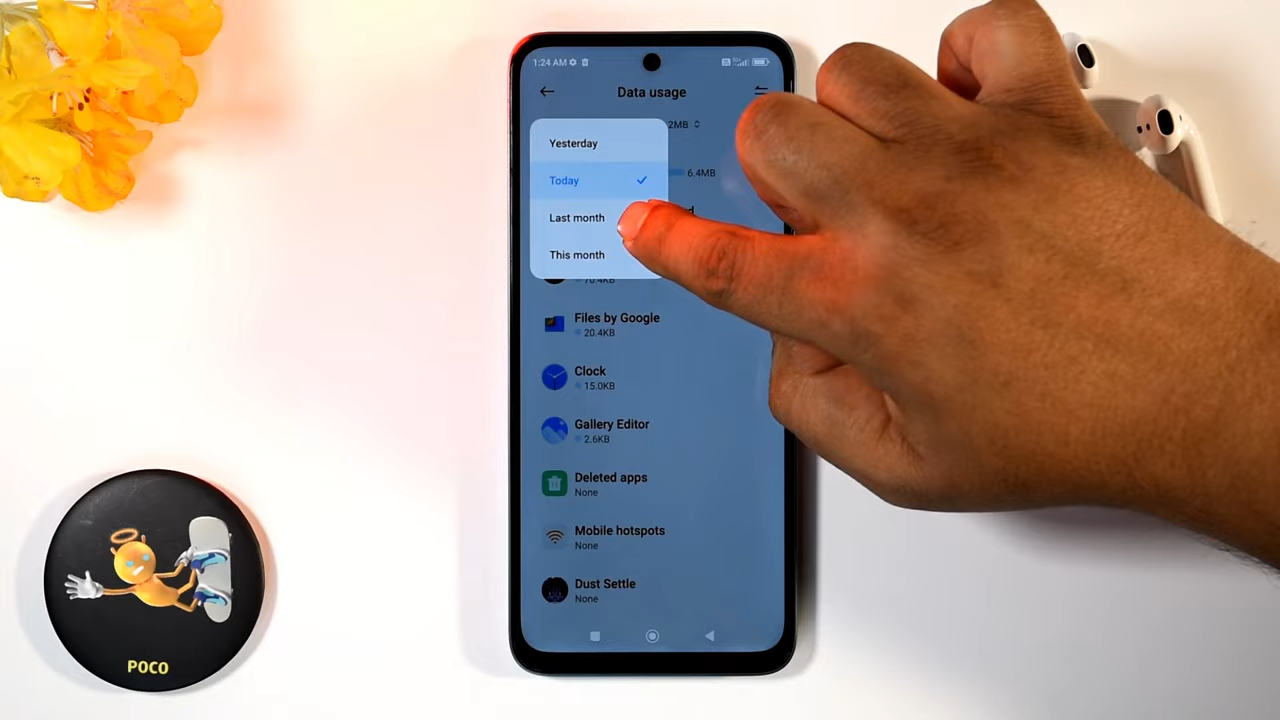 1:24 AM
Data usage
2MB
Yesterday
Today
6.4MB
Last month
This month
70.4KB
Files by Google
20.4KB
Clock
15.0KB
Gallery Editor
2.6KB
Deleted apps
None
Mobile hotspots
None
Dust Settle
None
POCO